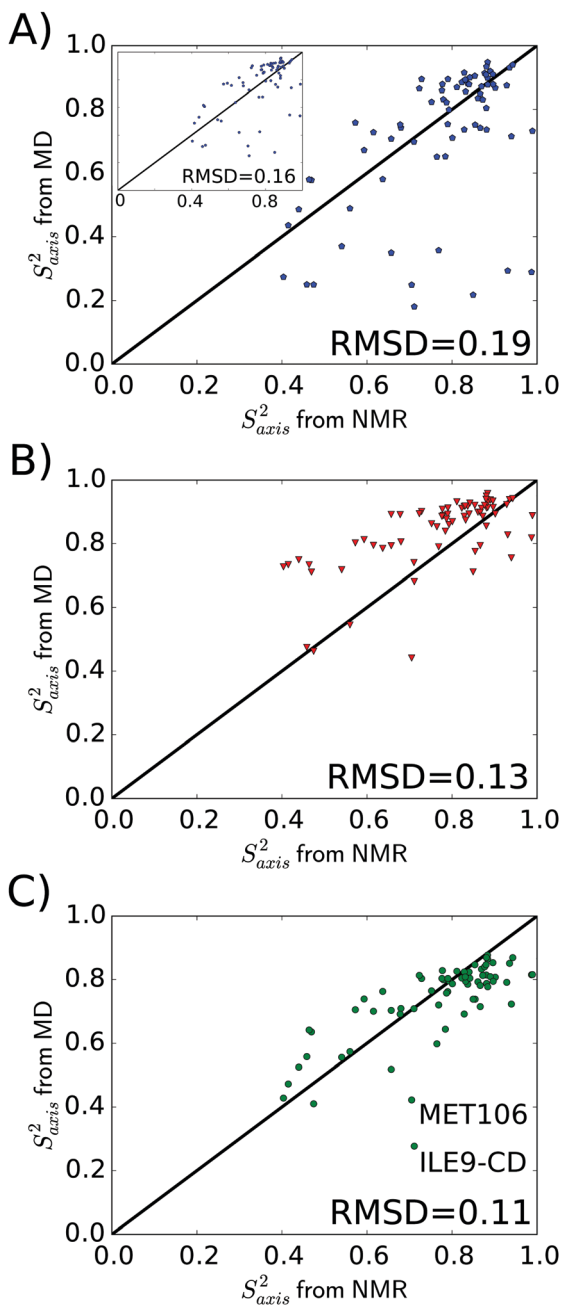 A)
1.0
0.8
0.6
0.4
0.2
0.0
S²axis from MD
RMSD=0.16
0 0.4 0.8
RMSD=0.19
0.0 0.2 0.4 0.6 0.8 1.0
S²axis from NMR
B)
1.0
0.8
0.6
0.4
0.2
0.0
S²axis from MD
RMSD=0.13
0.0 0.2 0.4 0.6 0.8 1.0
S²axis from NMR
C)
1.0
0.8
0.6
0.4
0.2
0.0
S²axis from MD
MET106
ILE9-CD
RMSD=0.11
0.0 0.2 0.4 0.6 0.8 1.0
S²axis from NMR